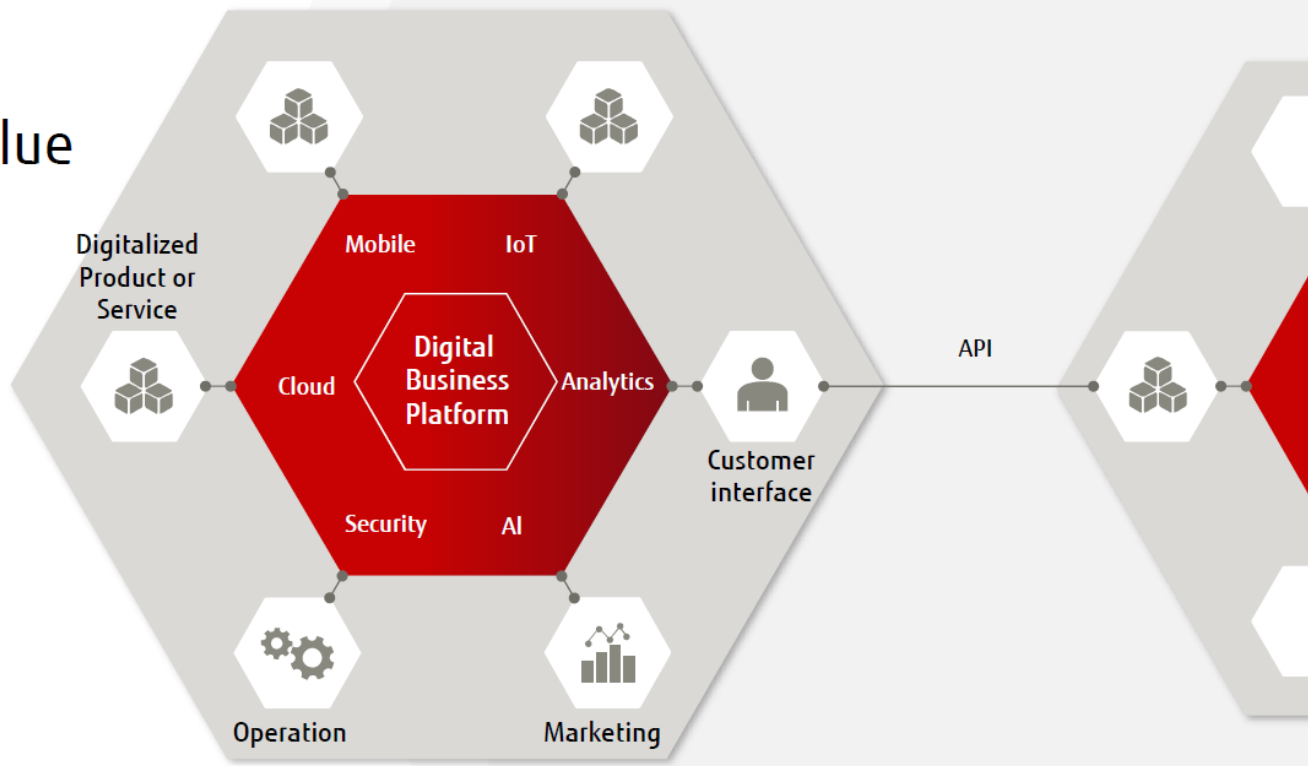 lue
Digitalized
Product or
Service
Mobile
IoT
Cloud
Digital
Business
Platform
Analytics
Security
AI
Customer
interface
Operation
Marketing
API